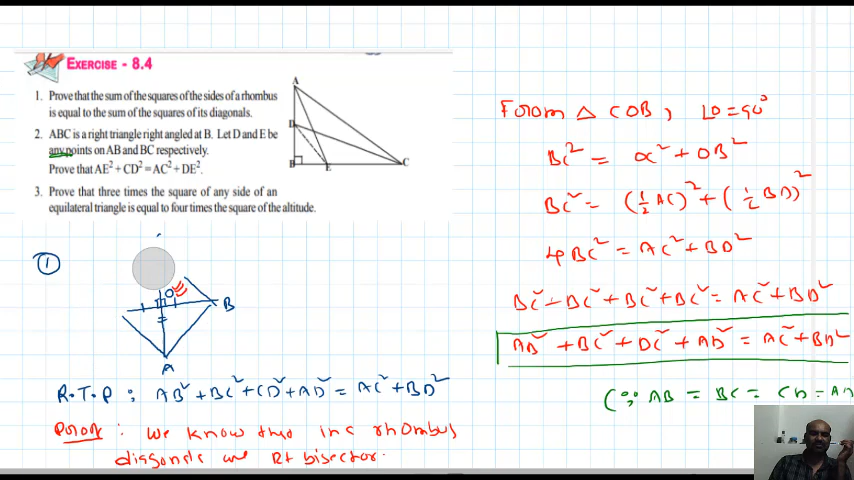 EXERCISE - 8.4
1. Prove that the sum of the squares of the sides of a rhombus
is equal to the sum of the squares of its diagonals.
2. ABC is a right triangle right angled at B. Let D and E be
any points on AB and BC respectively.
Prove that AE² + CD² = AC² + DE².
3. Prove that three times the square of any side of an
equilateral triangle is equal to four times the square of the altitude.
A
D
B
E
C
①
O
B
A
R.T.P : AB² + BC² + CD² + AD² = AC² + BD²
Proof : We know that in a rhombus
diagonals are Rt bisector.
From △ COB, ∠O = 90°
BC² = OC² + OB²
BC² = (½ AC)² + (½ BD)²
4BC² = AC² + BD²
BC² + BC² + BC² + BC² = AC² + BD²
AB² + BC² + DC² + AD² = AC² + BD²
(∵ AB = BC = CD = AD